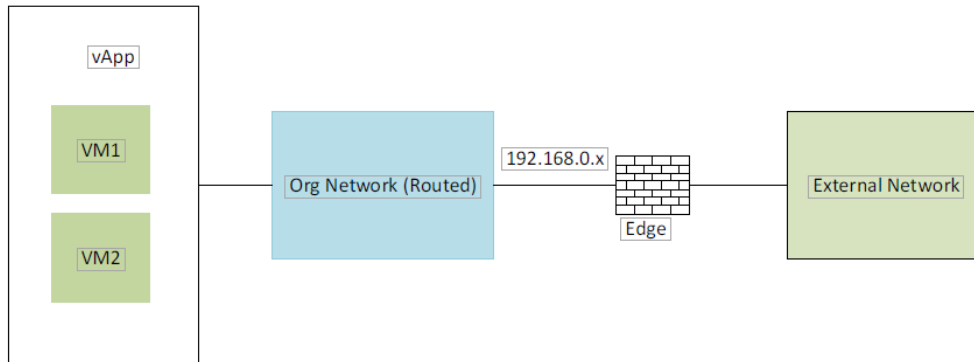 vApp
VM1
VM2
Org Network (Routed)
192.168.0.x
Edge
External Network